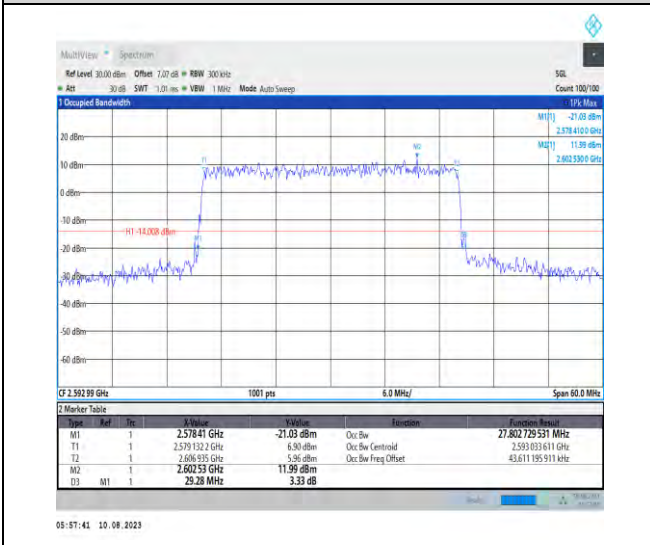 MultiView Spectrum
Ref Level 30.00 dBm Offset 7.07 dB RBW 300 kHz SGL
Att 30 dB SWT 1.01 ms VBW 1 MHz Mode Auto Sweep Count 100/100
1 Occupied Bandwidth 1Pk Max
M1[1] -21.03 dBm
2.578 410 0 GHz
M2[1] 11.99 dBm
2.602 530 0 GHz
20 dBm
M2
T1
10 dBm
0 dBm
-10 dBm
H1 -14.008 dBm
M1
-20 dBm
-30 dBm
-40 dBm
-50 dBm
-60 dBm
CF 2.592 99 GHz 1001 pts 6.0 MHz/ Span 60.0 MHz
2 Marker Table
Type Ref Trc X-Value Y-Value Function Function Result
M1 1 2.578 41 GHz -21.03 dBm Occ Bw 27.802 729 531 MHz
T1 1 2.579 132 2 GHz 6.90 dBm Occ Bw Centroid 2.593 033 611 GHz
T2 1 2.606 935 GHz 5.96 dBm Occ Bw Freq Offset 43.611 195 911 kHz
M2 1 2.602 53 GHz 11.99 dBm
D3 M1 1 29.28 MHz 3.33 dB
05:57:41 10.08.2023